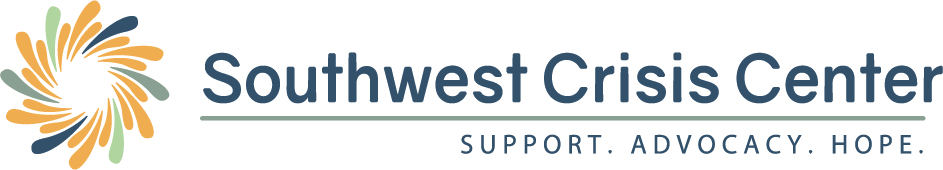 Southwest Crisis Center
SUPPORT. ADVOCACY. HOPE.